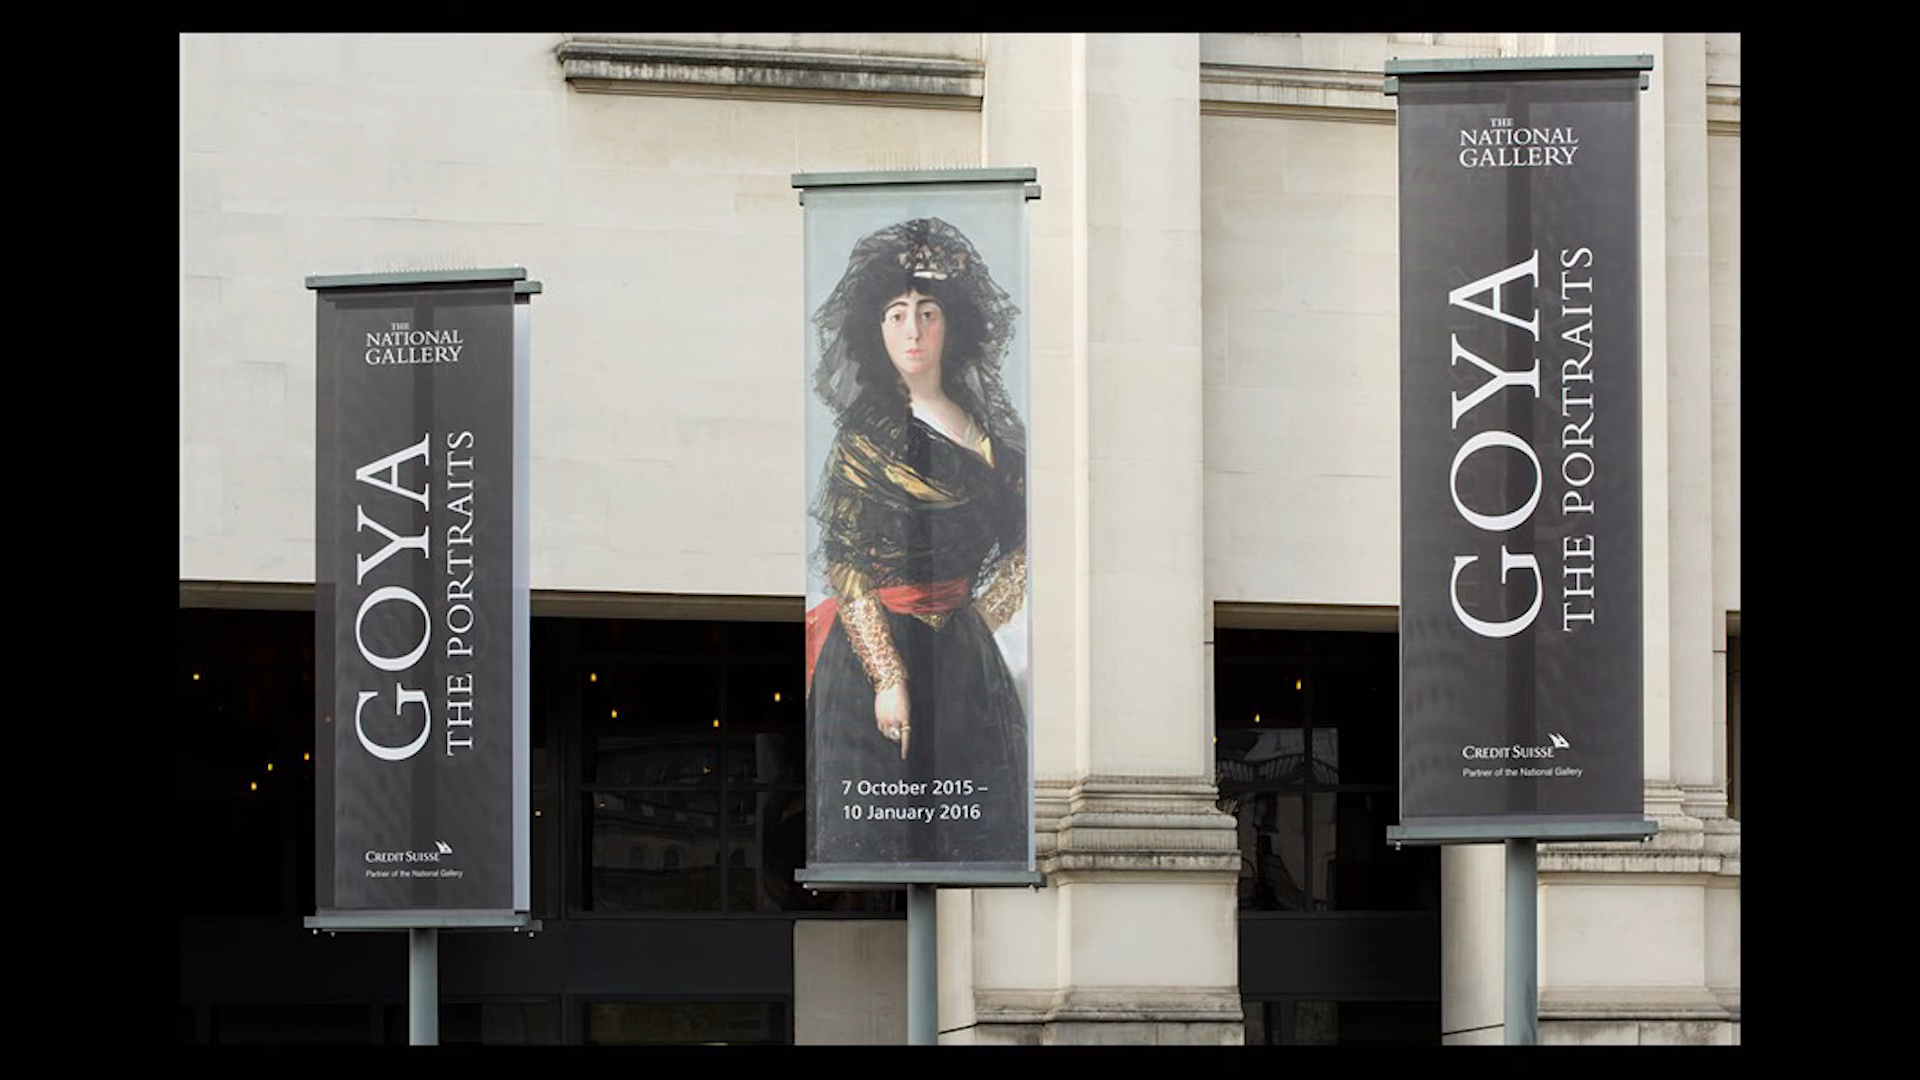 THE
NATIONAL
GALLERY
GOYA
THE PORTRAITS
CREDIT SUISSE
Partner of the National Gallery
7 October 2015 –
10 January 2016
THE
NATIONAL
GALLERY
GOYA
THE PORTRAITS
CREDIT SUISSE
Partner of the National Gallery